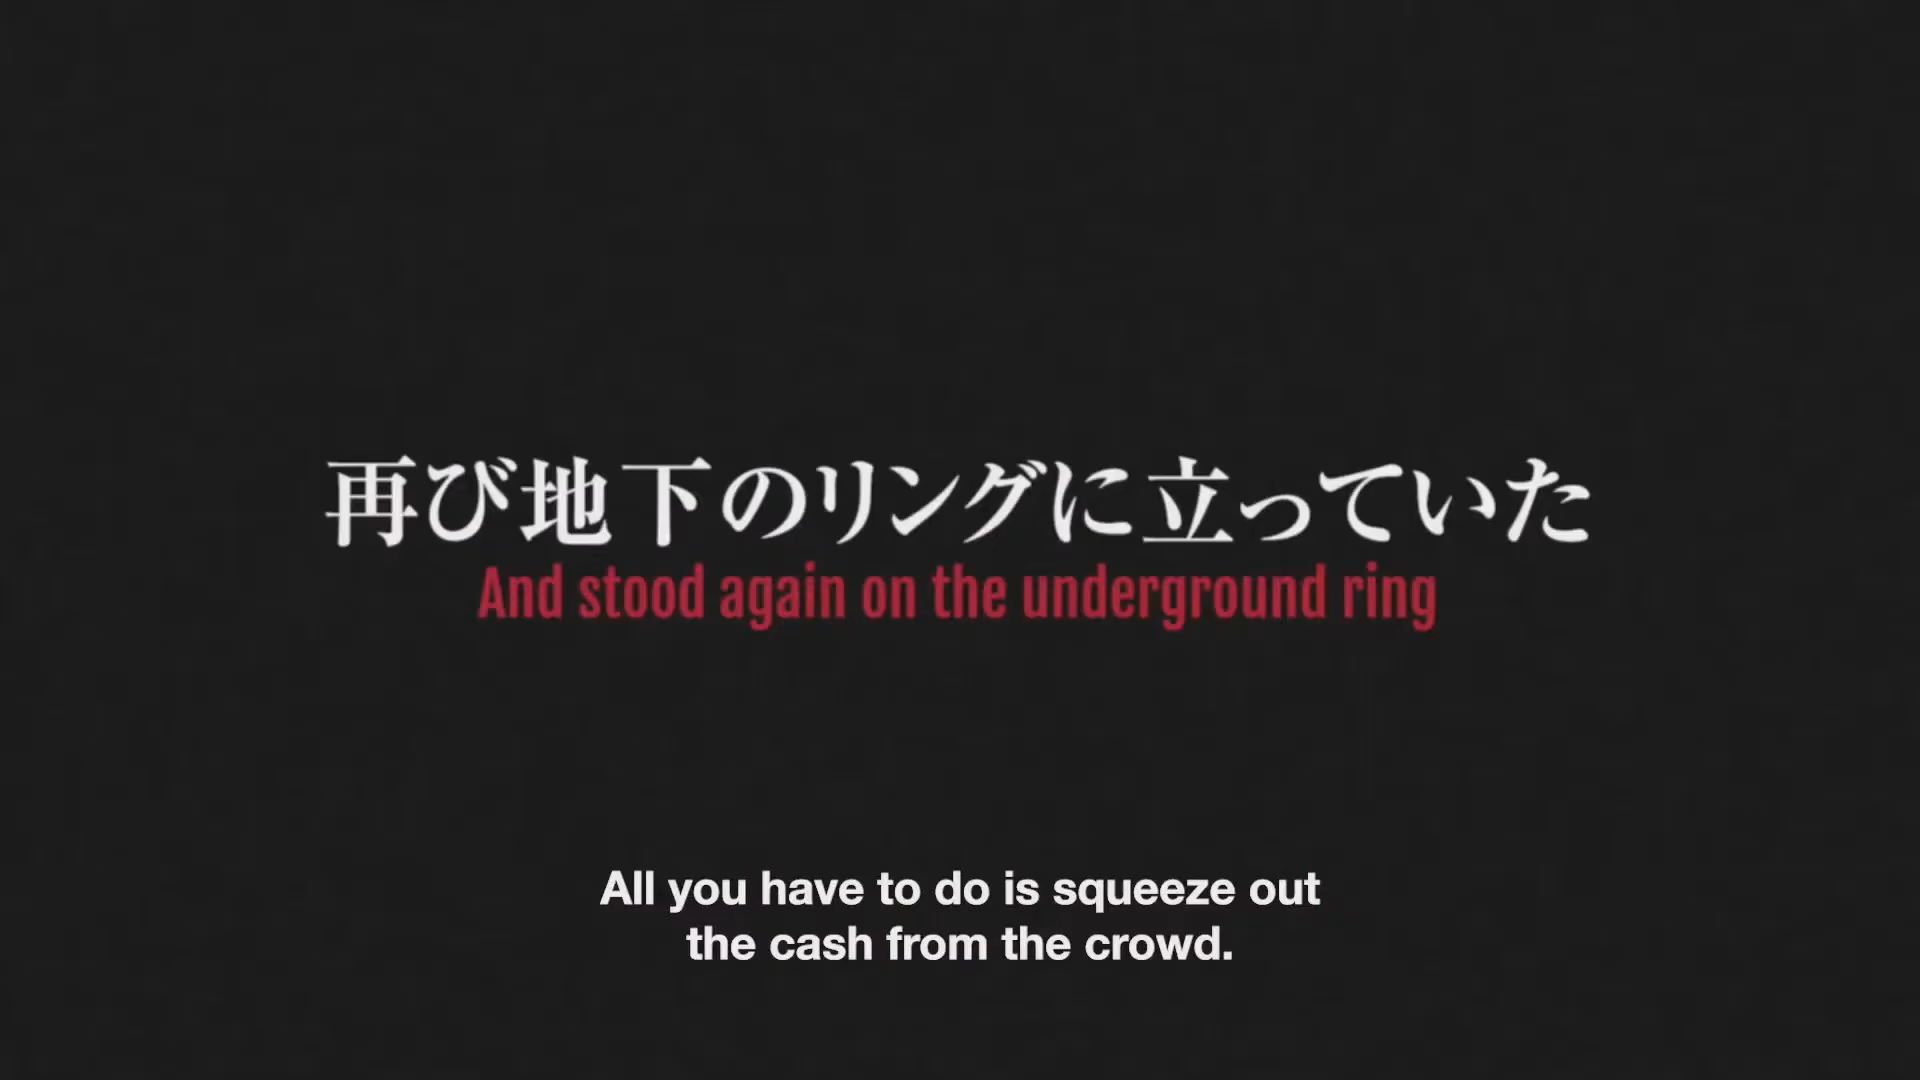 再び地下のリングに立っていた
And stood again on the underground ring
All you have to do is squeeze out
the cash from the crowd.